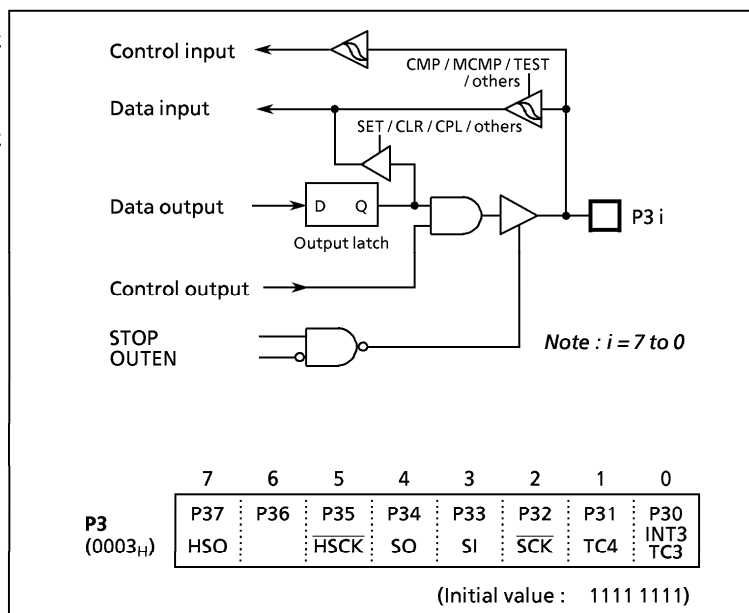 Control input
CMP / MCMP / TEST
/ others
Data input
SET / CLR / CPL / others
Data output
D Q
P3 i
Output latch
Control output
STOP
OUTEN
Note : i = 7 to 0
7 6 5 4 3 2 1 0
P3
(0003H)
P37 P36 P35 P34 P33 P32 P31 P30
HSO HSCK SO SI SCK TC4 INT3
TC3
(Initial value : 1111 1111)